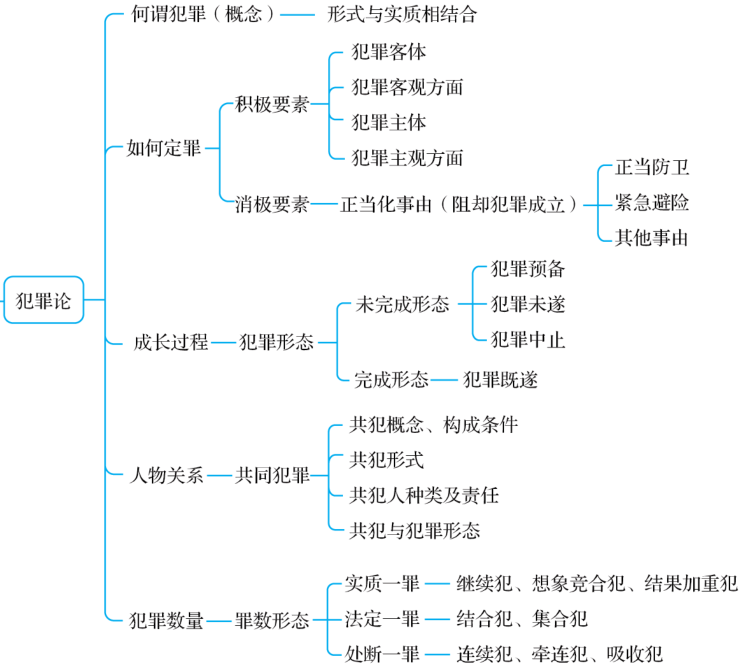 犯罪论
何谓犯罪（概念）
形式与实质相结合
如何定罪
积极要素
犯罪客体
犯罪客观方面
犯罪主体
犯罪主观方面
消极要素
正当化事由（阻却犯罪成立）
正当防卫
紧急避险
其他事由
成长过程
犯罪形态
未完成形态
犯罪预备
犯罪未遂
犯罪中止
完成形态
犯罪既遂
人物关系
共同犯罪
共犯概念、构成条件
共犯形式
共犯人种类及责任
共犯与犯罪形态
犯罪数量
罪数形态
实质一罪
继续犯、想象竞合犯、结果加重犯
法定一罪
结合犯、集合犯
处断一罪
连续犯、牵连犯、吸收犯